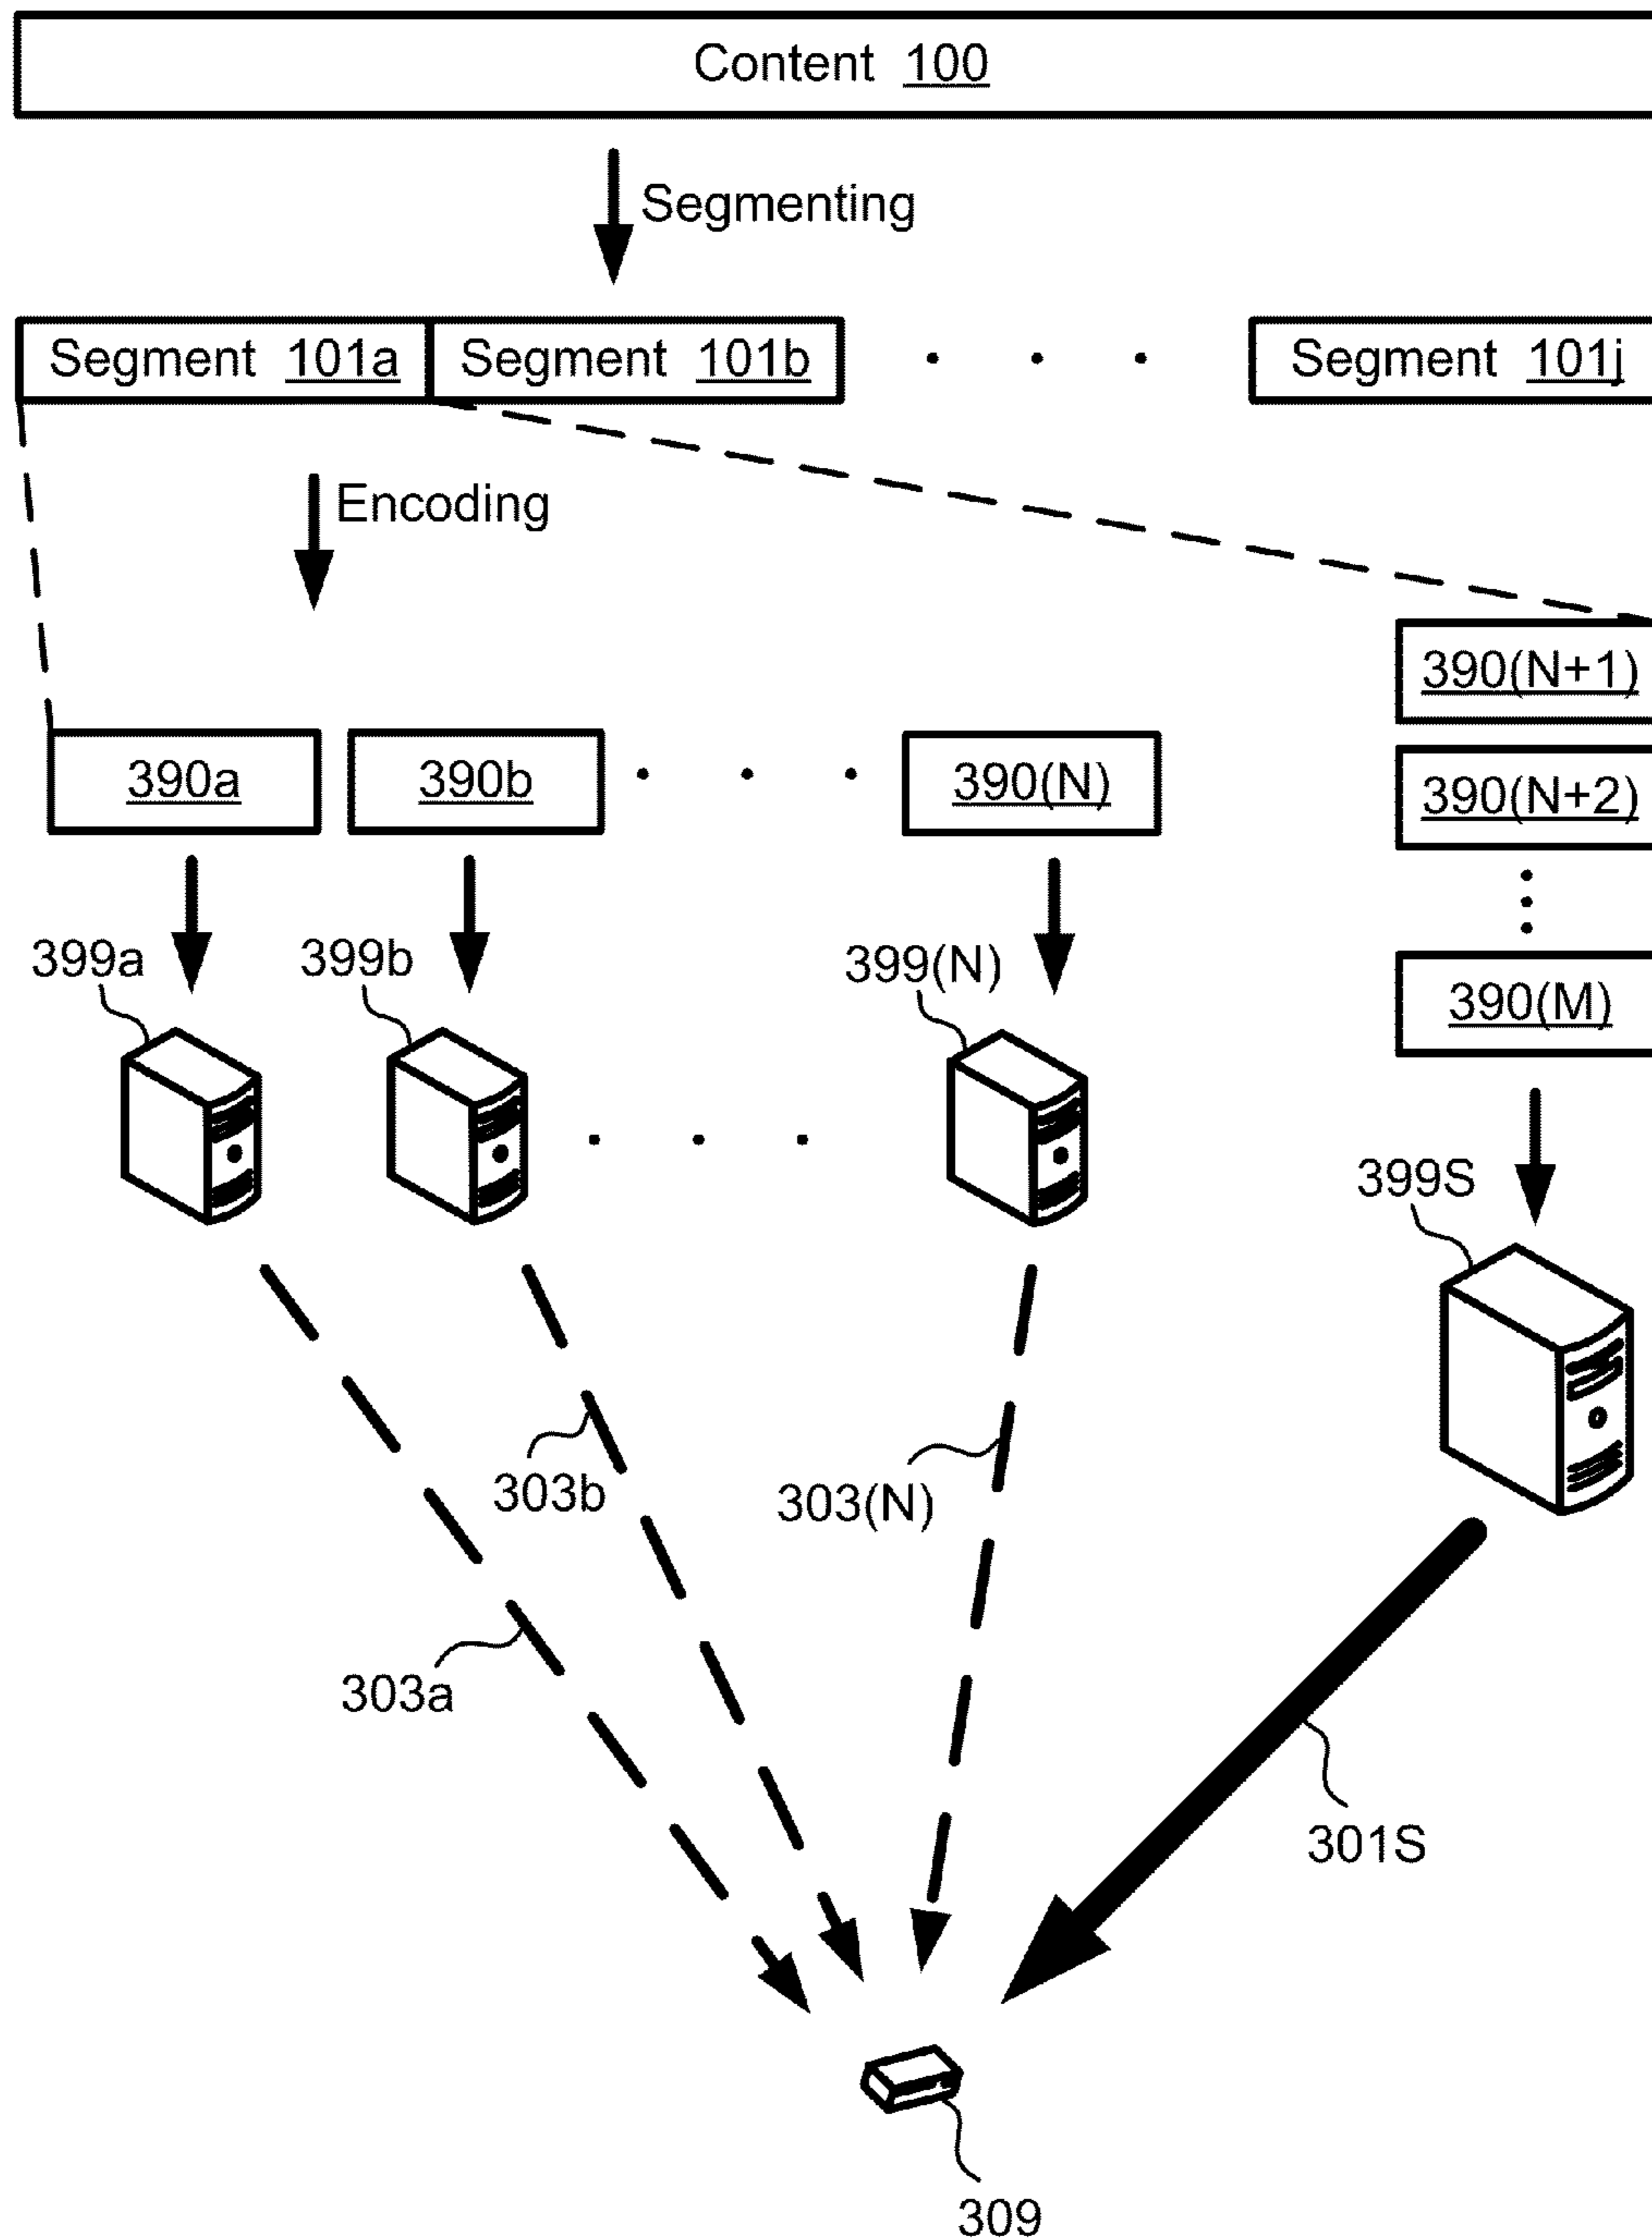 Content 100
Segmenting
Segment 101a Segment 101b Segment 101j
Encoding
390(N+1)
390a 390b 390(N) 390(N+2)
399a 399b 399(N) 390(M)
399S
303b 303(N)
303a
301S
309